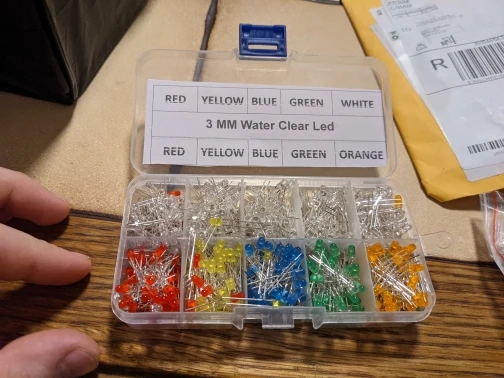 RED YELLOW BLUE GREEN WHITE
3 MM Water Clear Led
RED YELLOW BLUE GREEN ORANGE
R